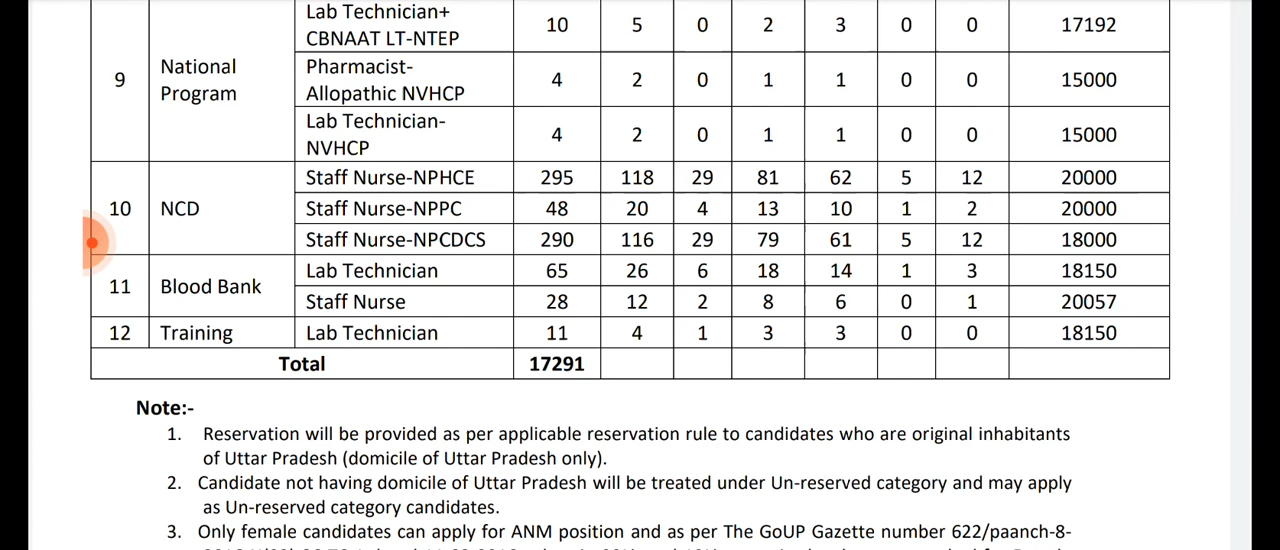 Lab Technician+
CBNAAT LT-NTEP 10 5 0 2 3 0 0 17192
9 National
Program Pharmacist-
Allopathic NVHCP 4 2 0 1 1 0 0 15000
Lab Technician-
NVHCP 4 2 0 1 1 0 0 15000
10 NCD Staff Nurse-NPHCE 295 118 29 81 62 5 12 20000
Staff Nurse-NPPC 48 20 4 13 10 1 2 20000
Staff Nurse-NPCDCS 290 116 29 79 61 5 12 18000
11 Blood Bank Lab Technician 65 26 6 18 14 1 3 18150
Staff Nurse 28 12 2 8 6 0 1 20057
12 Training Lab Technician 11 4 1 3 3 0 0 18150
Total 17291
Note:-
1. Reservation will be provided as per applicable reservation rule to candidates who are original inhabitants
of Uttar Pradesh (domicile of Uttar Pradesh only).
2. Candidate not having domicile of Uttar Pradesh will be treated under Un-reserved category and may apply
as Un-reserved category candidates.
3. Only female candidates can apply for ANM position and as per The GoUP Gazette number 622/paanch-8-